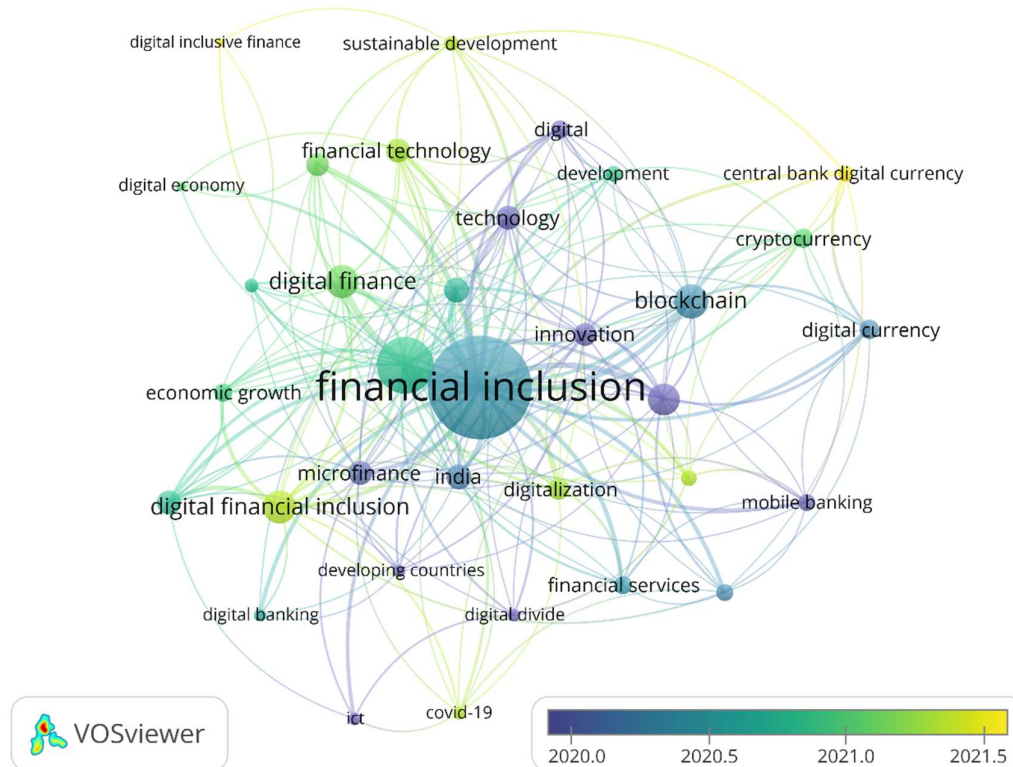 digital inclusive finance
sustainable development
digital
financial technology
development
central bank digital currency
digital economy
technology
cryptocurrency
digital finance
blockchain
innovation
digital currency
financial inclusion
economic growth
microfinance
india
digitalization
digital financial inclusion
mobile banking
developing countries
financial services
digital banking
digital divide
ict
covid-19
VOSviewer
2020.0 2020.5 2021.0 2021.5